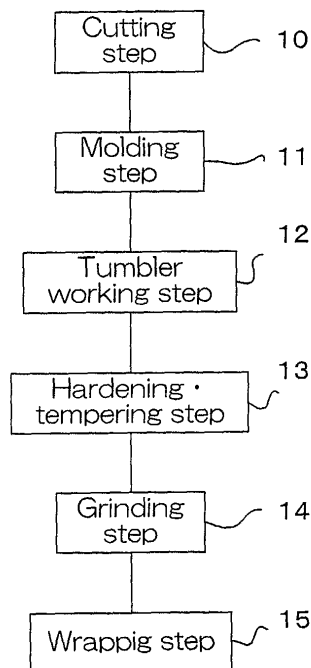 Cutting
step
10
Molding
step
11
Tumbler
working step
12
Hardening・
tempering step
13
Grinding
step
14
Wrappig step
15